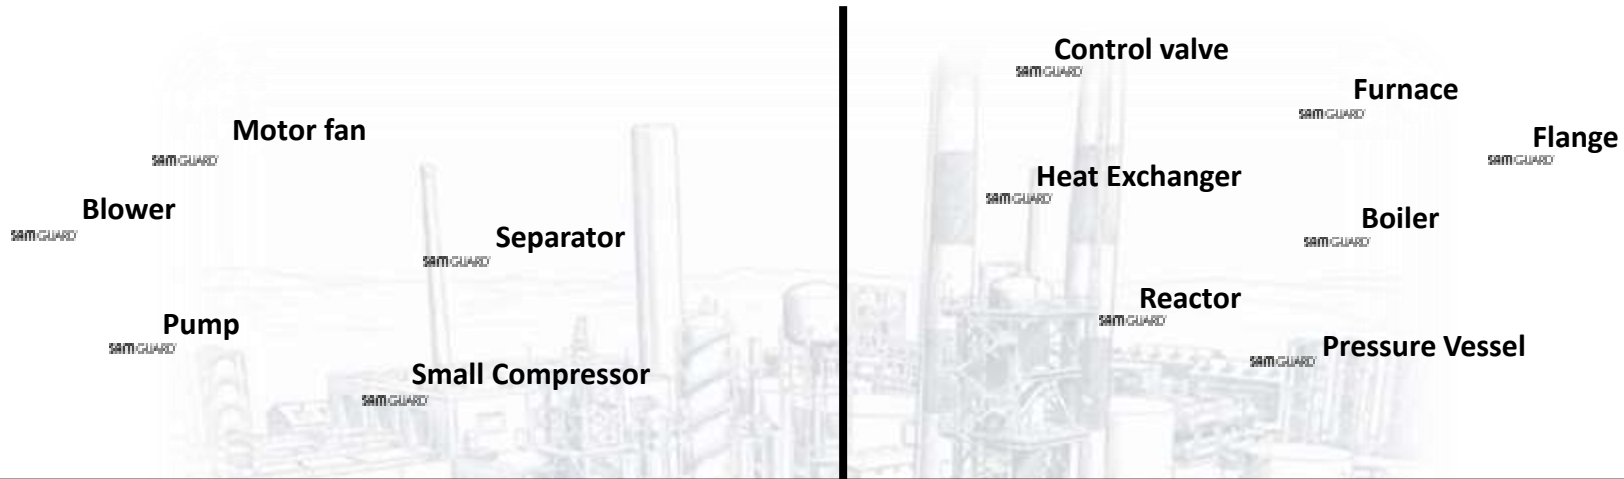 Motor fan
SAMGUARD
Blower
SAMGUARD
Separator
SAMGUARD
Pump
SAMGUARD
Small Compressor
SAMGUARD
Control valve
SAMGUARD
Furnace
SAMGUARD
Flange
SAMGUARD
Heat Exchanger
SAMGUARD
Boiler
SAMGUARD
Reactor
SAMGUARD
Pressure Vessel
SAMGUARD